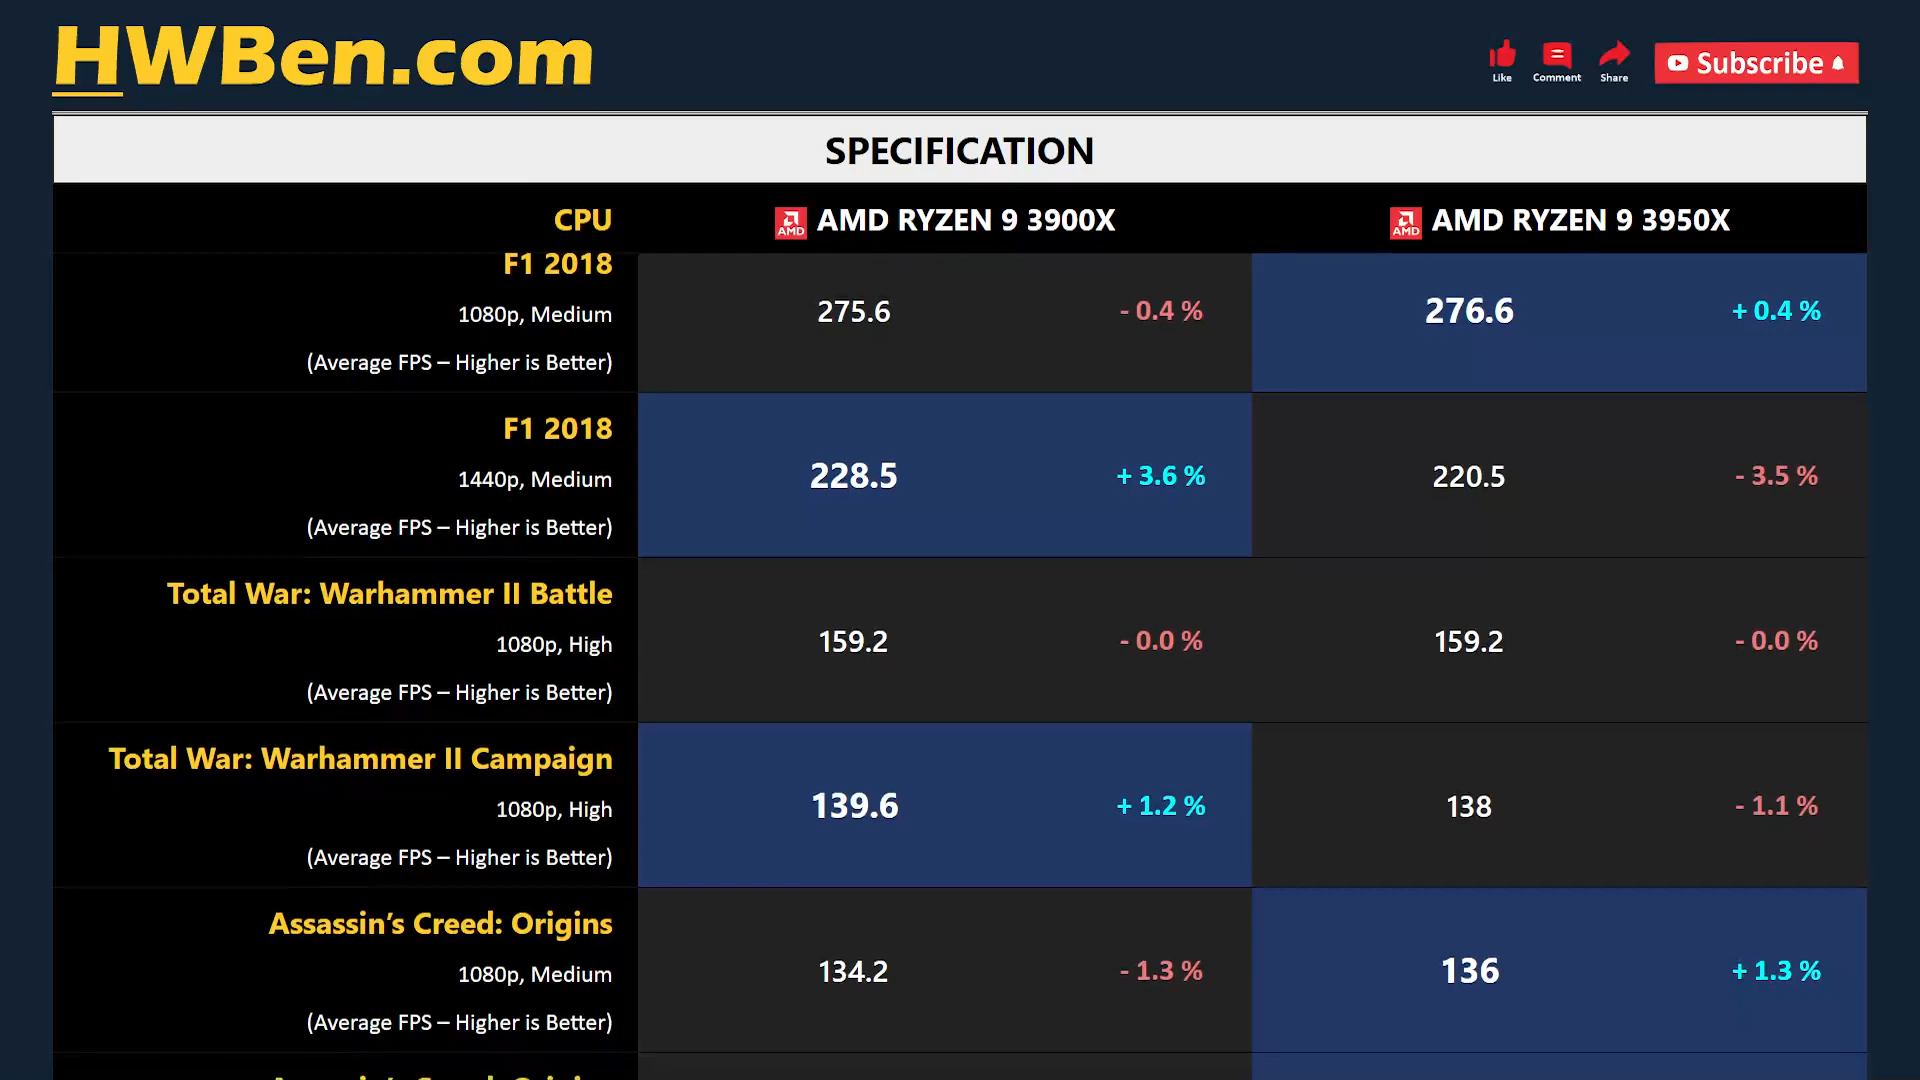 HWBen.com
Like
Comment
Share
Subscribe
SPECIFICATION
CPU
AMD
AMD RYZEN 9 3900X
AMD
AMD RYZEN 9 3950X
F1 2018
1080p, Medium
(Average FPS – Higher is Better)
275.6
- 0.4 %
276.6
+ 0.4 %
F1 2018
1440p, Medium
(Average FPS – Higher is Better)
228.5
+ 3.6 %
220.5
- 3.5 %
Total War: Warhammer II Battle
1080p, High
(Average FPS – Higher is Better)
159.2
- 0.0 %
159.2
- 0.0 %
Total War: Warhammer II Campaign
1080p, High
(Average FPS – Higher is Better)
139.6
+ 1.2 %
138
- 1.1 %
Assassin’s Creed: Origins
1080p, Medium
(Average FPS – Higher is Better)
134.2
- 1.3 %
136
+ 1.3 %